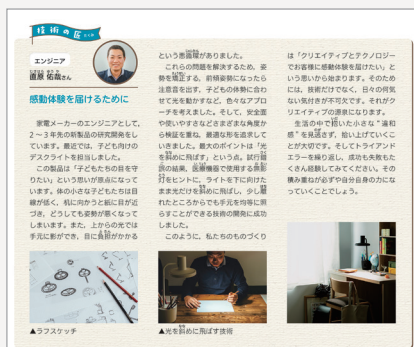 技術の匠
エンジニア
直原 佑哉さん
感動体験を届けるために
家電メーカーのエンジニアとして、
2〜3年先の新製品の研究開発をし
ています。最近では、子ども向けの
デスクライトを担当しました。
この製品は「子どもたちの目を守
りたい」という思いが原点になって
います。体の小さな子どもたちは目
線が低く、机に向かうと紙に目が近
づき、どうしても姿勢が悪くなって
しまいます。また、上からの光では
手元に影ができ、目に負担がかかる
という悪循環がありました。
これらの問題を解決するため、姿
勢を矯正する、前傾姿勢になったら
注意音を出す、子どもの体勢に合わ
せて光を動かすなど、色々なアプロ
ーチを考えました。そして、安全面
や使いやすさなどさまざまな角度か
ら検証を重ね、最適な形を追求して
いきました。最大のポイントは「光
を斜めに飛ばす」という点。試行錯
誤の結果、医療機器で使用する無影
灯をヒントに、ライトを下に向けた
まま光だけを斜めに飛ばし、少し離
れたところからでも手元を均等に照
らすことができる技術の開発に成功
しました。
このように、私たちのものづくり
は「クリエイティブとテクノロジー
でお客様に感動体験を届けたい」と
いう思いから始まります。そのため
には、技術だけでなく、日々の何気
ない気付きが不可欠です。それがク
リエイティブの源泉になります。
生活の中で拾いた小さな“違和
感”を見逃さず、拾い上げていくこ
とが大切です。そしてトライアンド
エラーを繰り返し、成功も失敗もた
くさん経験してみてください。その
積み重ねが必ずや自分自身の力にな
っていくことでしょう。
▲ラフスケッチ
▲光を斜めに飛ばす技術